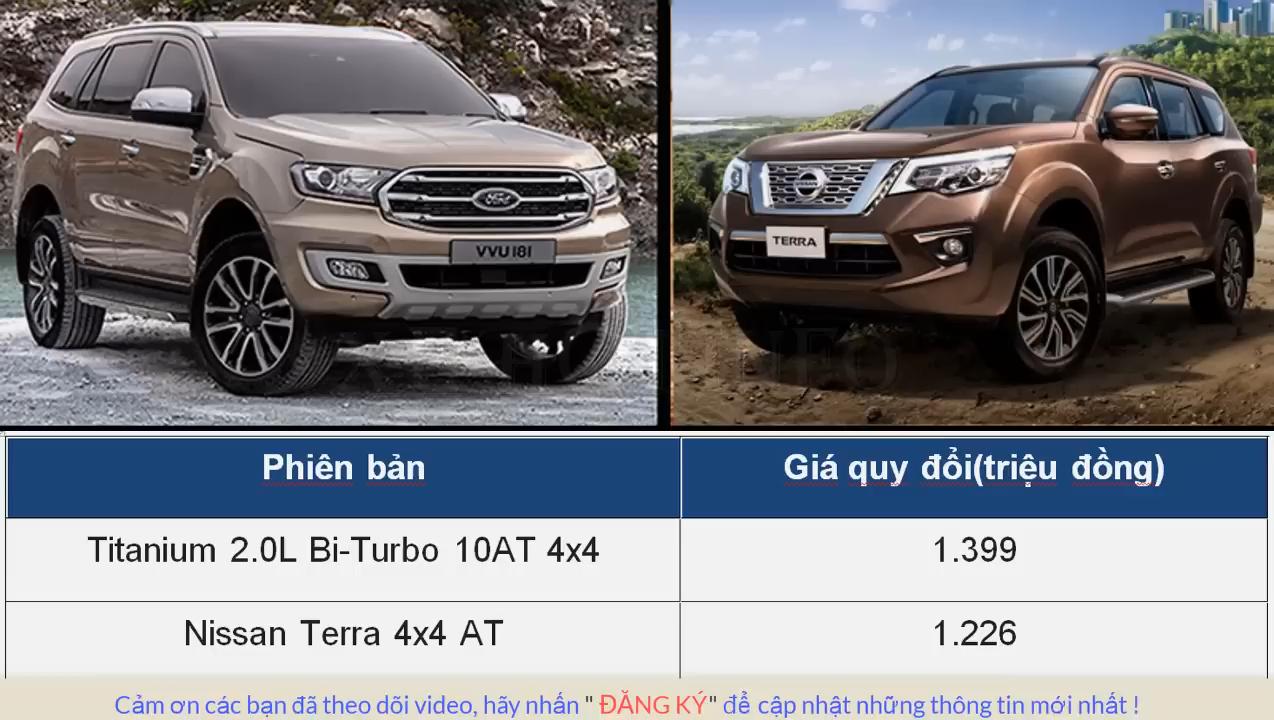 Ford
VVU 181
NISSAN
TERRA
Phiên bản
Giá quy đổi(triệu đồng)
Titanium 2.0L Bi-Turbo 10AT 4x4
1.399
Nissan Terra 4x4 AT
1.226
Cảm ơn các bạn đã theo dõi video, hãy nhấn " ĐĂNG KÝ" để cập nhật những thông tin mới nhất !